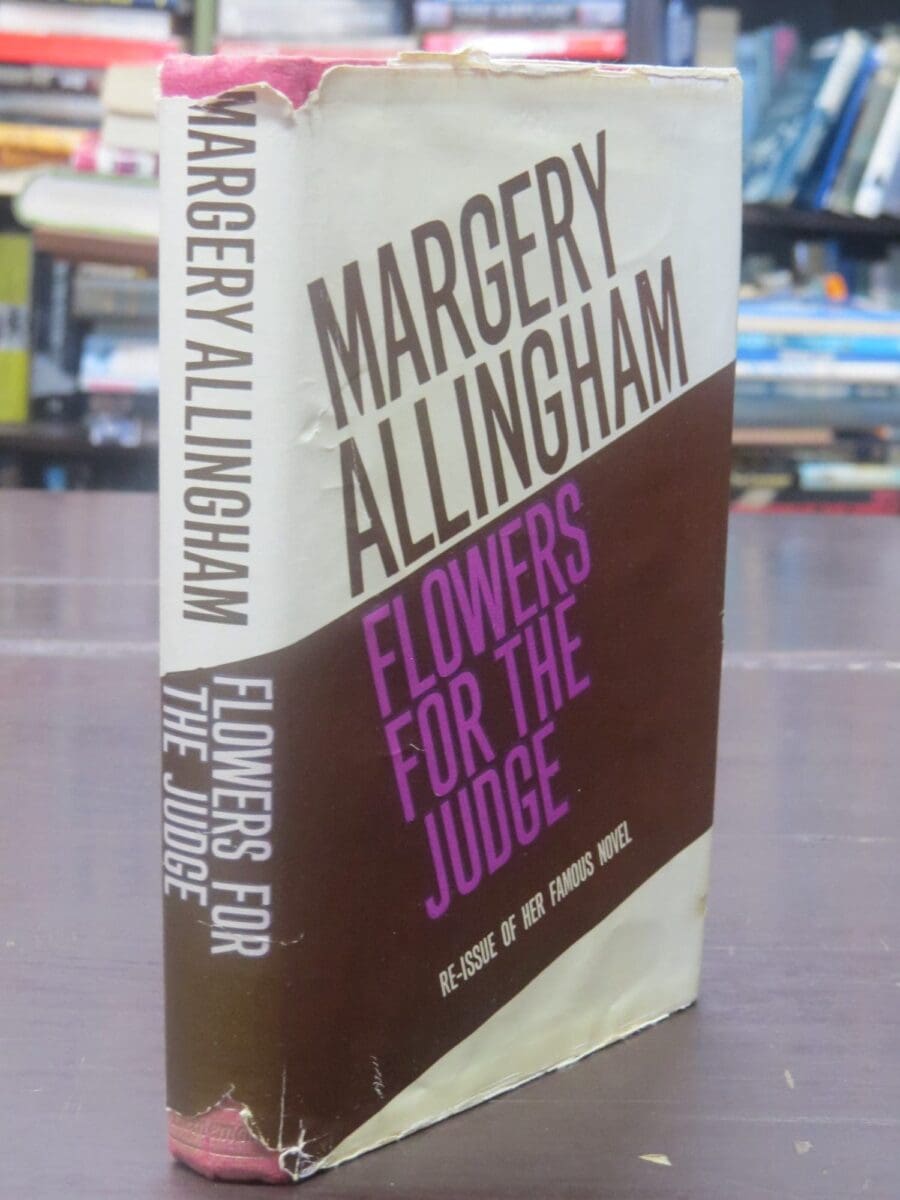 MARGERY ALLINGHAM
FLOWERS FOR
THE JUDGE
MARGERY
ALLINGHAM
FLOWERS
FOR THE
JUDGE
RE-ISSUE OF HER FAMOUS NOVEL